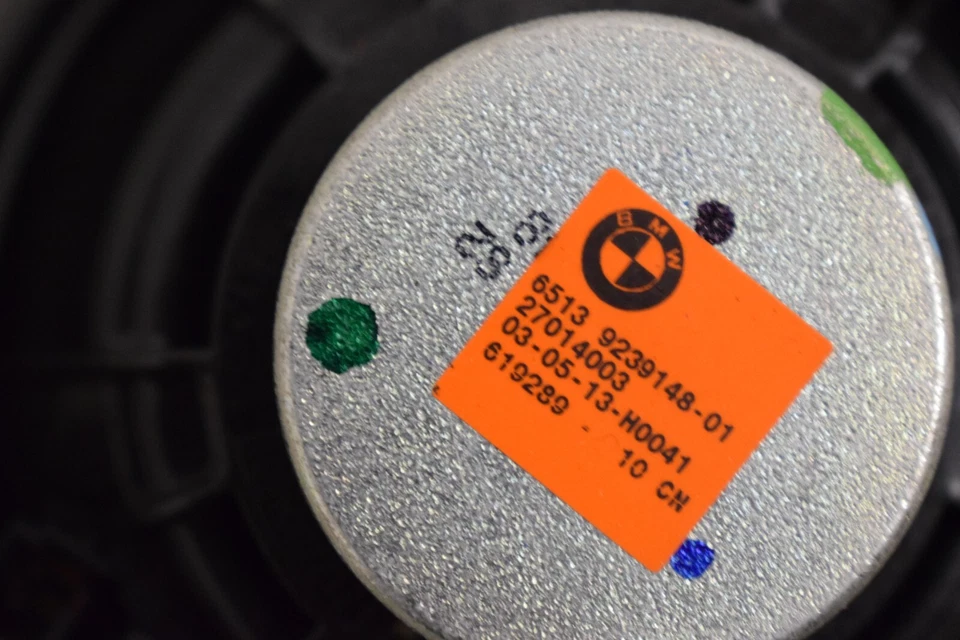 BMW
6513 9239148-01
27014003
03-05-13-H0041
619289 10 CN